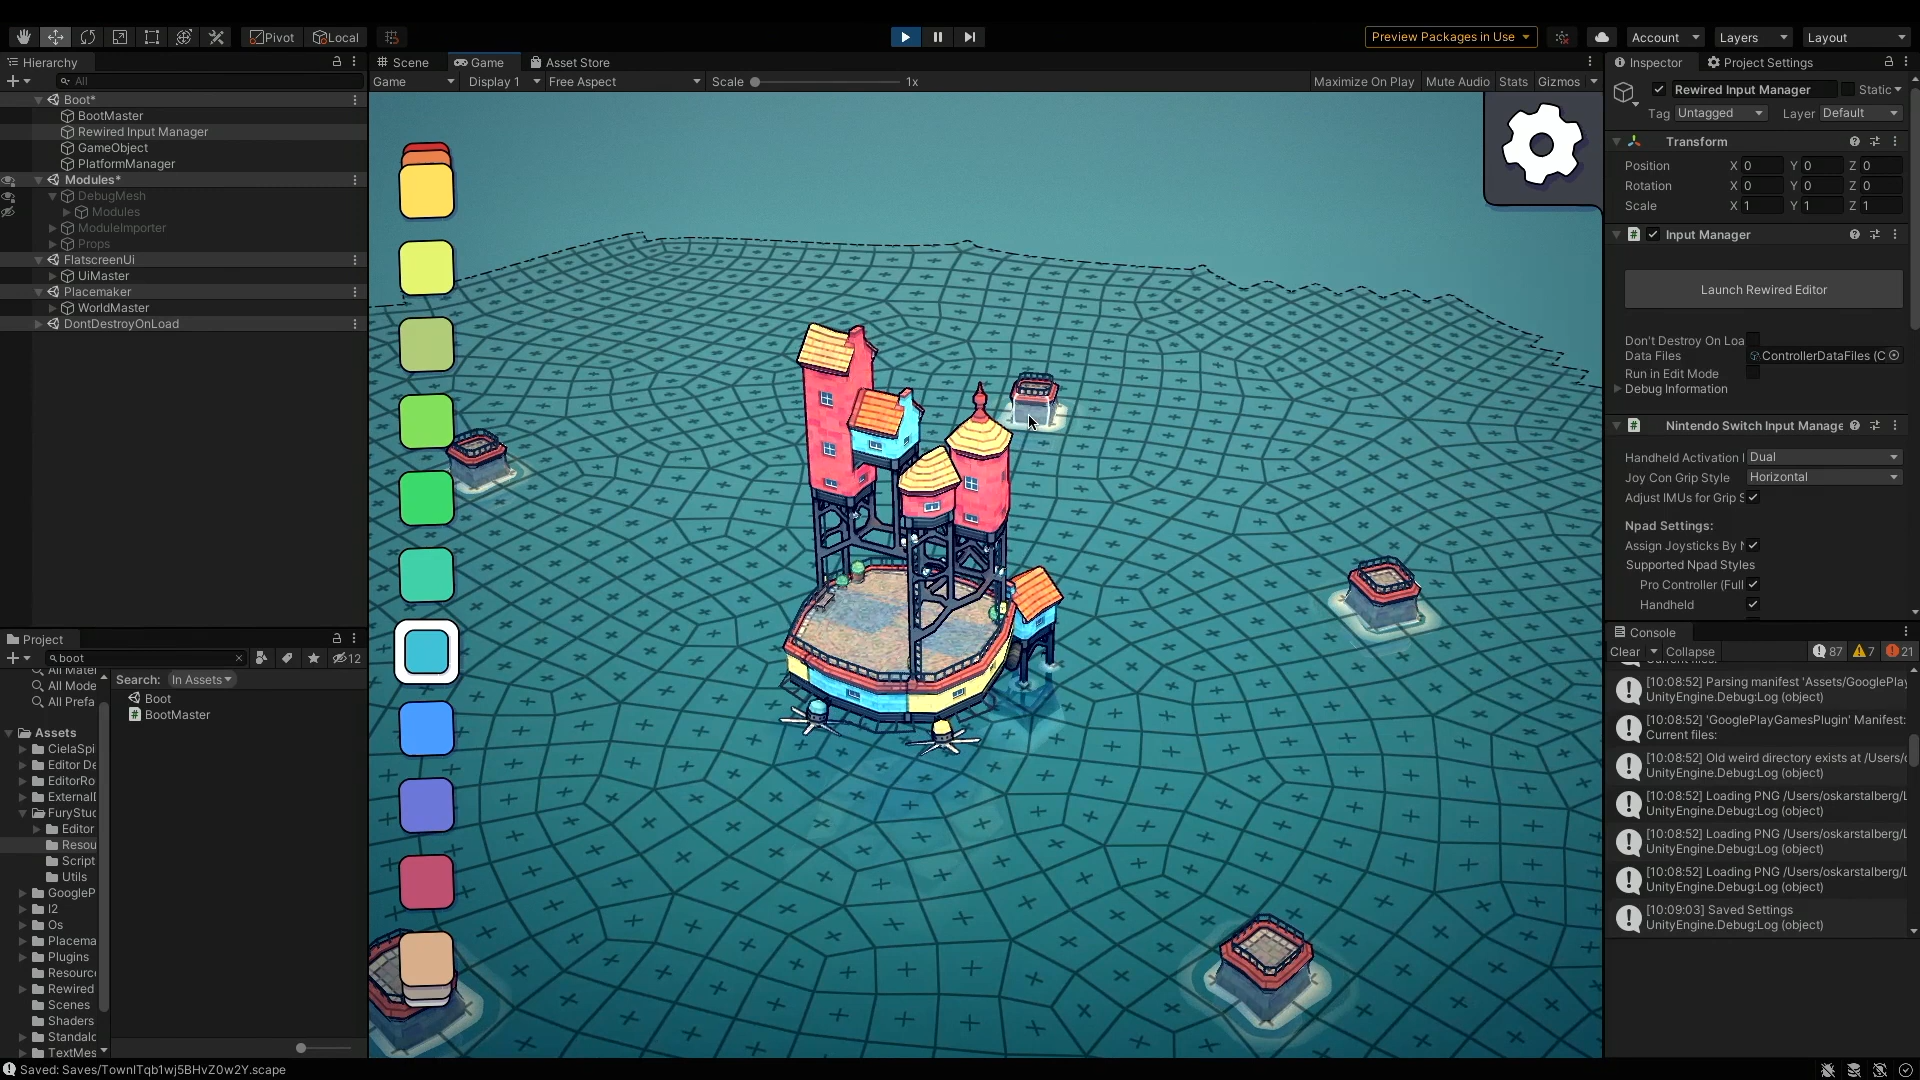 Pivot
Local
Preview Packages in Use
Account
Layers
Layout
Hierarchy
All
Boot*
BootMaster
Rewired Input Manager
GameObject
PlatformManager
Modules*
DebugMesh
Modules
ModuleImporter
Props
FlatscreenUi
UiMaster
Placemaker
WorldMaster
DontDestroyOnLoad
Scene
Game
Asset Store
Game
Display 1
Free Aspect
Scale
1x
Maximize On Play
Mute Audio
Stats
Gizmos
Inspector
Project Settings
Rewired Input Manager
Static
Tag
Untagged
Layer
Default
Transform
Position X 0 Y 0 Z 0
Rotation X 0 Y 0 Z 0
Scale X 1 Y 1 Z 1
Input Manager
Launch Rewired Editor
Don't Destroy On Loa
Data Files
ControllerDataFiles (C
Run in Edit Mode
Debug Information
Nintendo Switch Input Manage
Handheld Activation
Dual
Joy Con Grip Style
Horizontal
Adjust IMUs for Grip S
Npad Settings:
Assign Joysticks By N
Supported Npad Styles
Pro Controller (Full
Handheld
Project
boot
12
All Mode
All Prefa
Search:
In Assets
Boot
BootMaster
Assets
CielaSpi
Editor De
EditorRo
External
FuryStuc
Editor
Resou
Script
Utils
GoogleP
I2
Os
Placema
Plugins
Resourc
Rewired
Scenes
Shaders
Standalo
TextMes
Console
Clear
Collapse
87
7
21
Current files:
[10:08:52] Parsing manifest 'Assets/GooglePlay
UnityEngine.Debug:Log (object)
[10:08:52] 'GooglePlayGamesPlugin' Manifest:
Current files:
[10:08:52] Old weird directory exists at /Users/o
UnityEngine.Debug:Log (object)
[10:08:52] Loading PNG /Users/oskarstalberg/L
UnityEngine.Debug:Log (object)
[10:08:52] Loading PNG /Users/oskarstalberg/L
UnityEngine.Debug:Log (object)
[10:08:52] Loading PNG /Users/oskarstalberg/L
UnityEngine.Debug:Log (object)
[10:09:03] Saved Settings
UnityEngine.Debug:Log (object)
Saved: Saves/TownITqb1wj5BHvZ0w2Y.scape